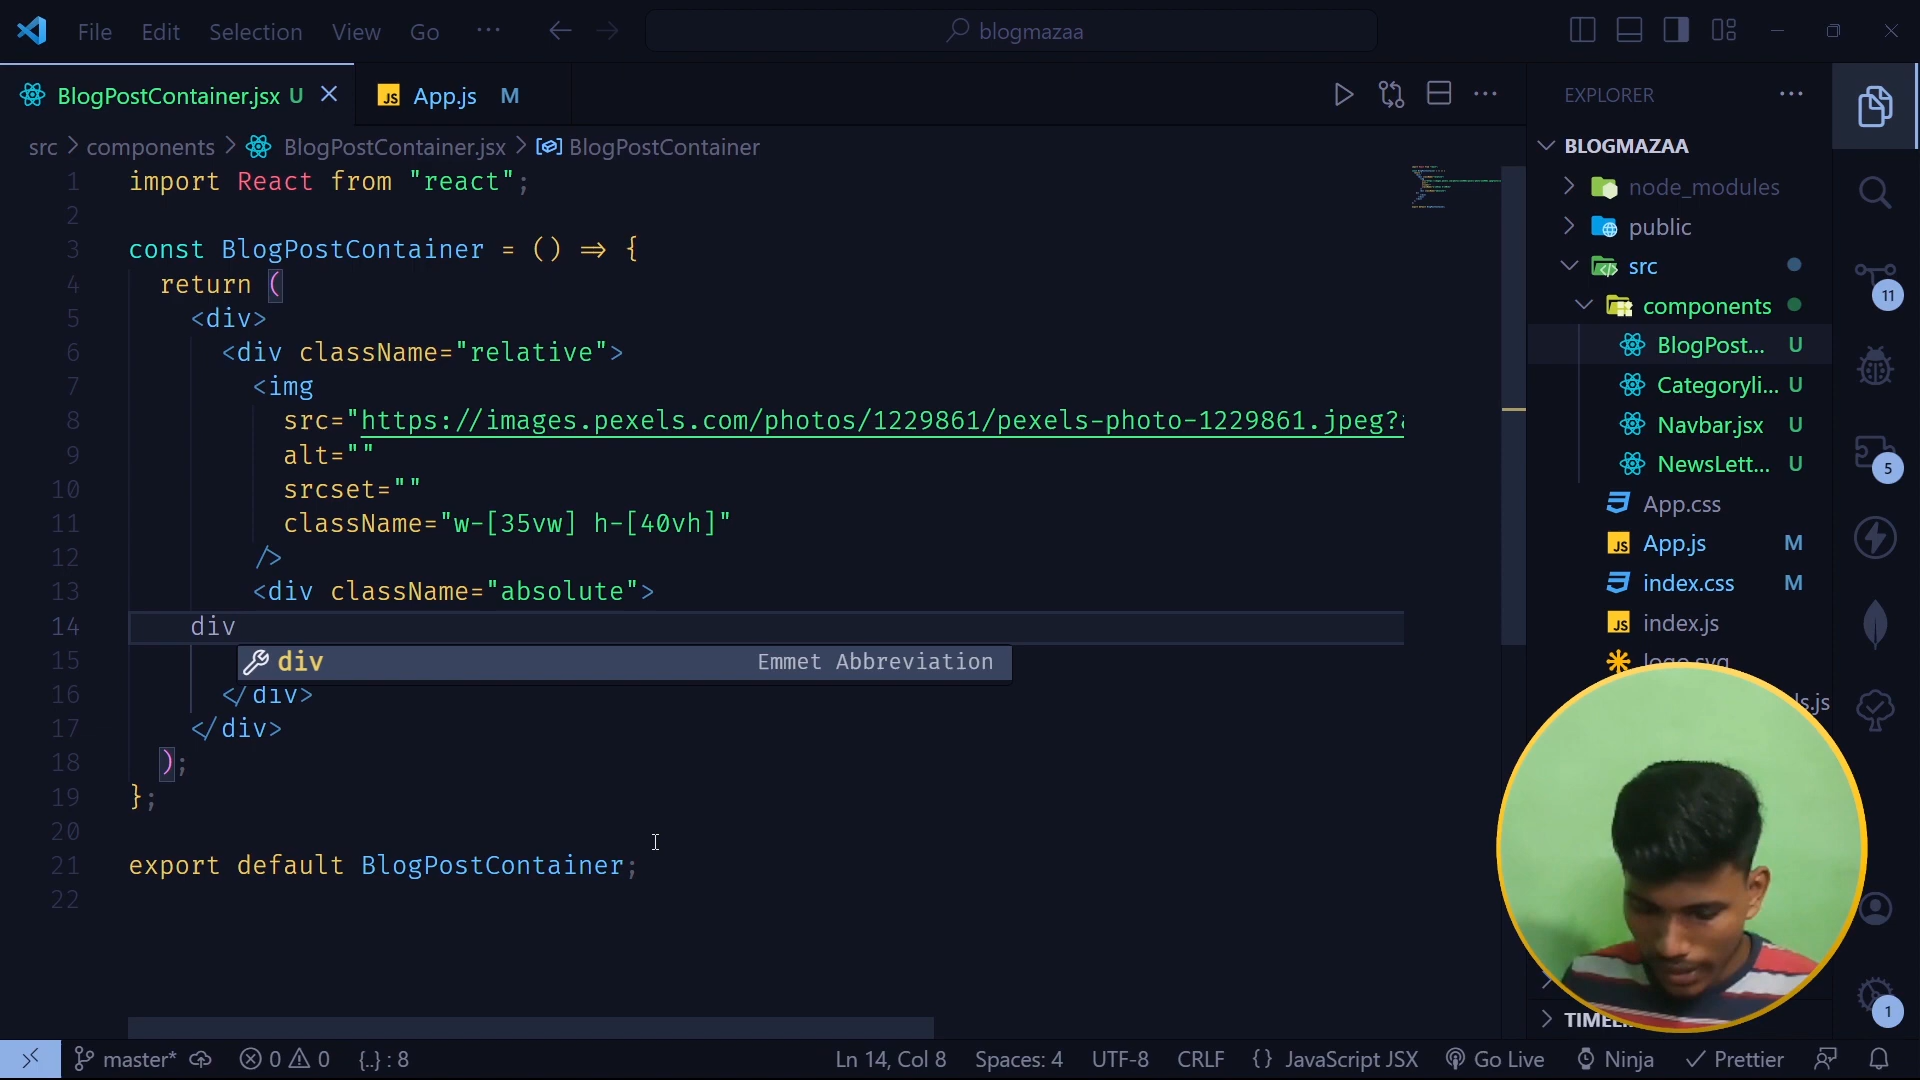 File Edit Selection View Go ··· blogmazaa
BlogPostContainer.jsx U App.js M
src > components > BlogPostContainer.jsx > BlogPostContainer
1 import React from "react";
2
3 const BlogPostContainer = () => {
4 return (
5 <div>
6 <div className="relative">
7 <img
8 src="https://images.pexels.com/photos/1229861/pexels-photo-1229861.jpeg?a
9 alt=""
10 srcset=""
11 className="w-[35vw] h-[40vh]"
12 />
13 <div className="absolute">
14 div
div Emmet Abbreviation
15
16 </div>
17 </div>
18 );
19 };
20
21 export default BlogPostContainer;
22
EXPLORER ···
BLOGMAZAA
node_modules
public
src
components
BlogPost... U
Categoryli... U
Navbar.jsx U
NewsLett... U
App.css
App.js M
index.css M
index.js
logo.svg
ls.js
11
5
1
master* 0 0 {..} : 8 Ln 14, Col 8 Spaces: 4 UTF-8 CRLF {} JavaScript JSX Go Live Ninja Prettier